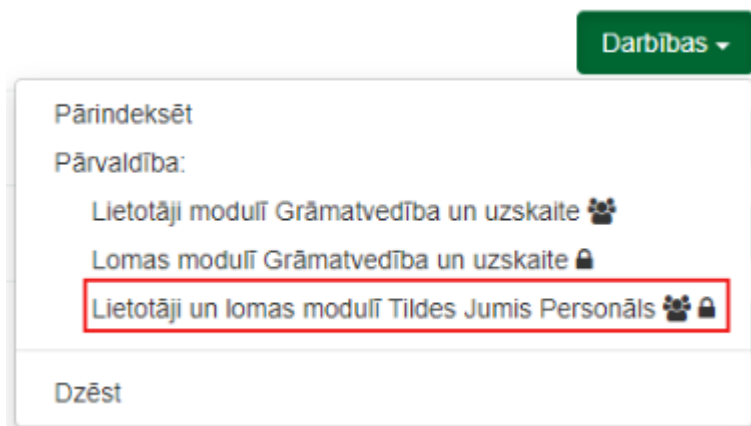 Darbības
Pārindeksēt
Pārvaldība:
Lietotāji modulī Grāmatvedība un uzskaite
Lomas modulī Grāmatvedība un uzskaite
Lietotāji un lomas modulī Tildes Jumis Personāls
Dzēst